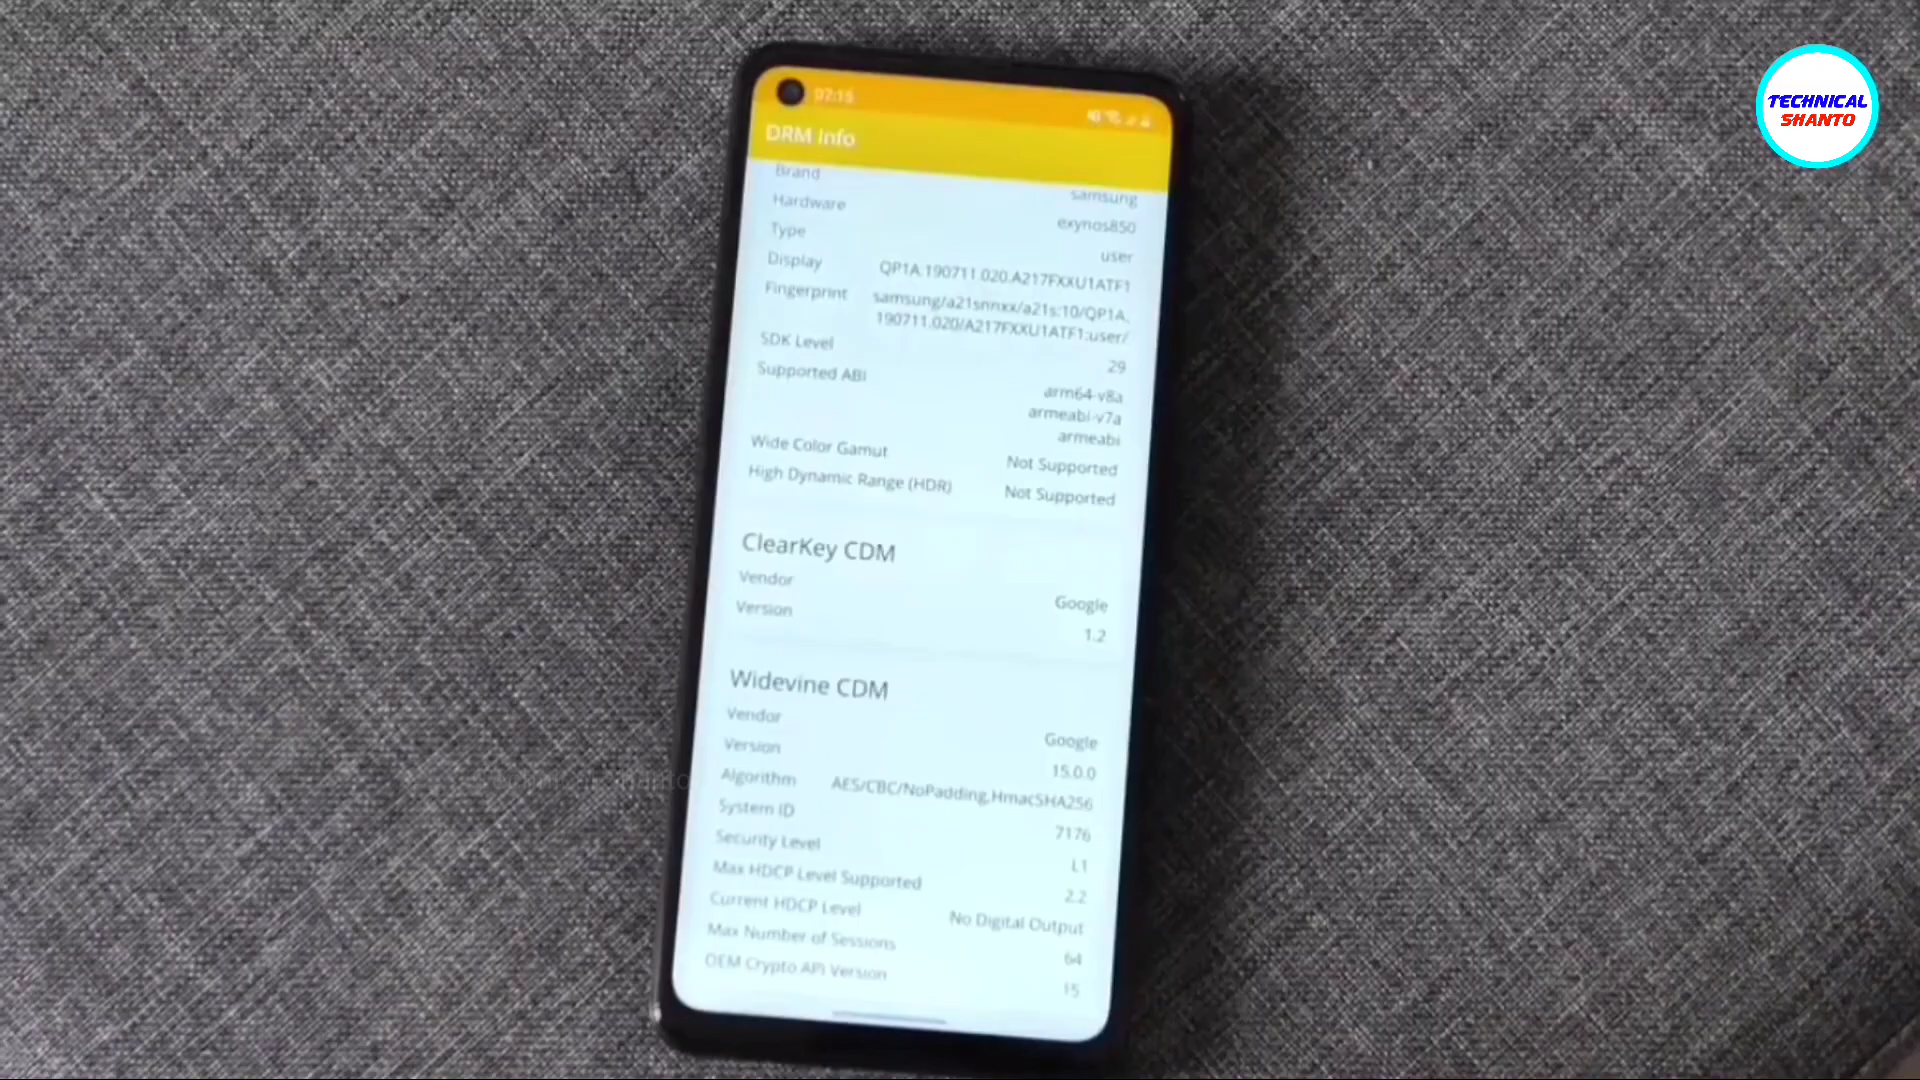 TECHNICAL
SHANTO
07:15
DRM Info
Brand samsung
Hardware exynos850
Type user
Display QP1A.190711.020.A217FXXU1ATF1
Fingerprint samsung/a21snnxx/a21s:10/QP1A.
190711.020/A217FXXU1ATF1:user/
SDK Level 29
Supported ABI arm64-v8a
armeabi-v7a
armeabi
Wide Color Gamut Not Supported
High Dynamic Range (HDR) Not Supported
ClearKey CDM
Vendor Google
Version 1.2
Widevine CDM
Vendor Google
Version 15.0.0
Algorithm AES/CBC/NoPadding,HmacSHA256
System ID 7176
Security Level L1
Max HDCP Level Supported 2.2
Current HDCP Level No Digital Output
Max Number of Sessions 64
OEM Crypto API Version 15